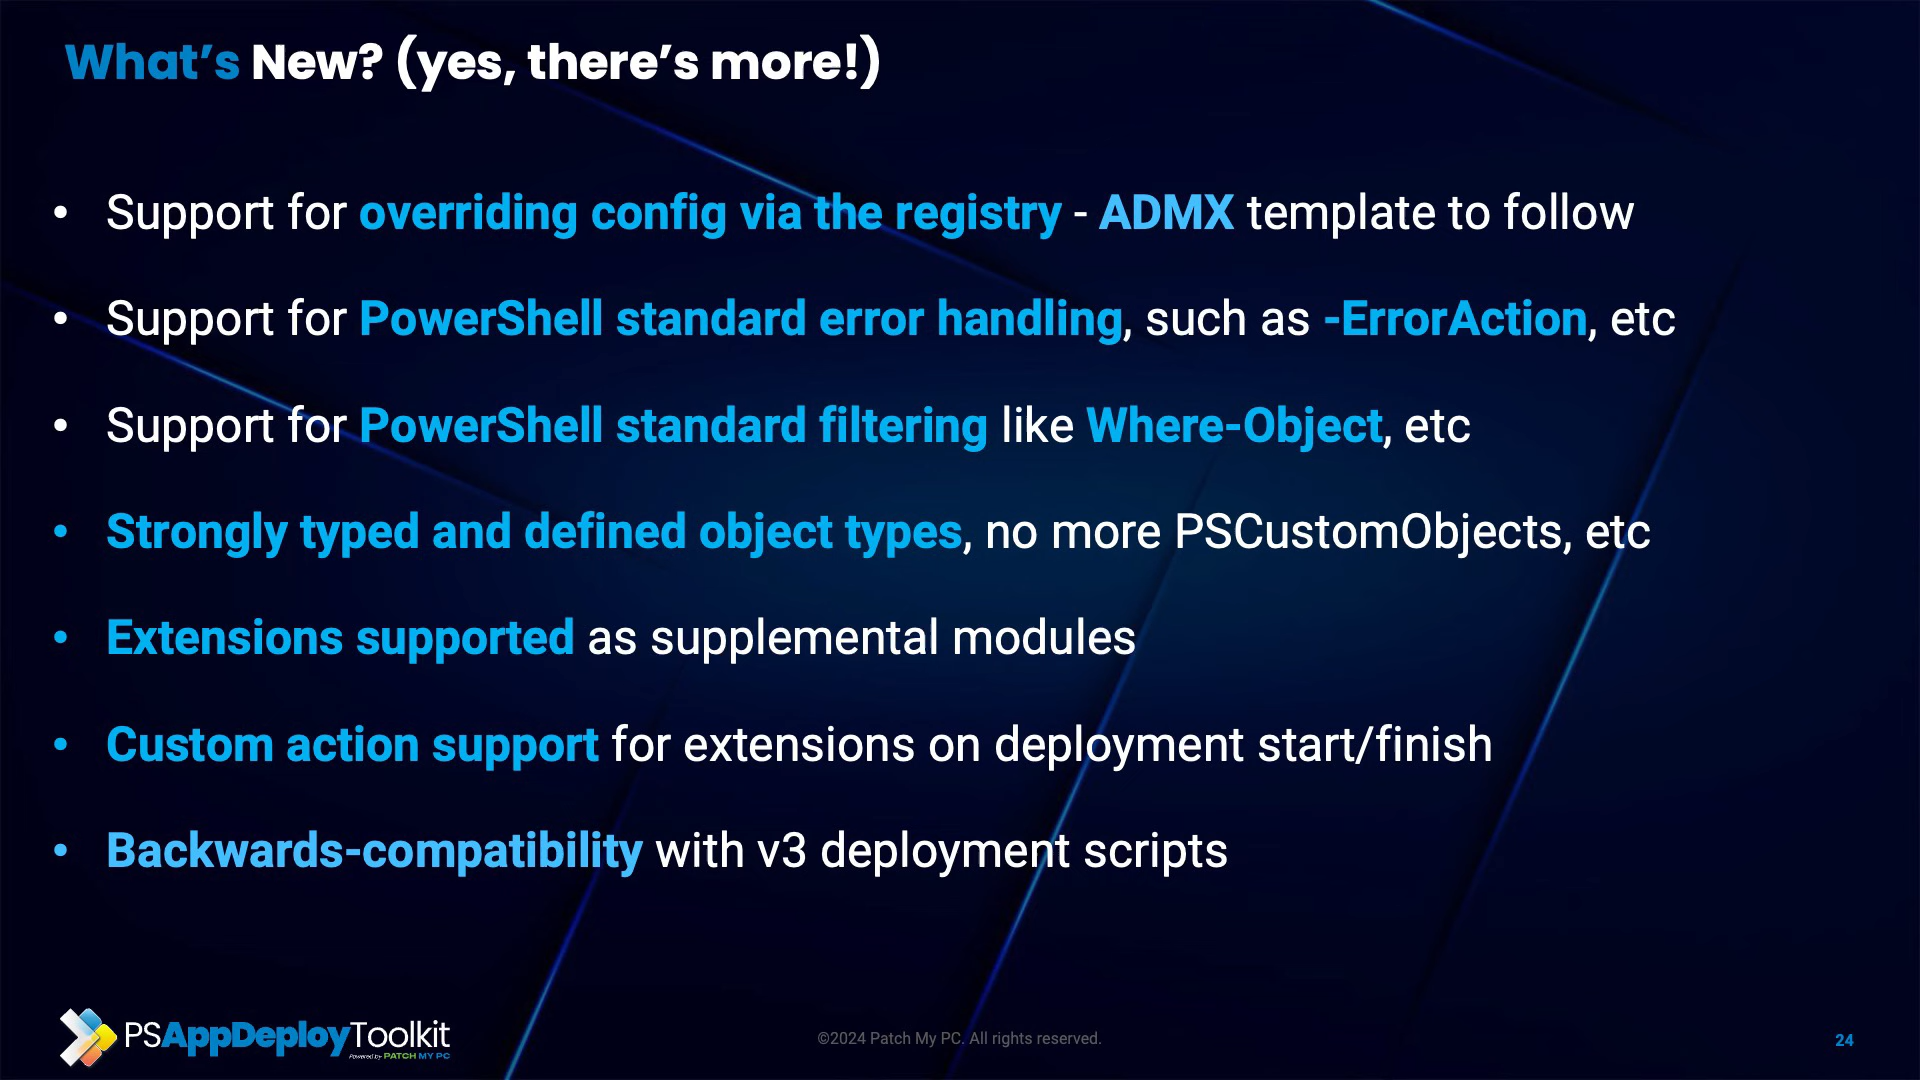 What’s New? (yes, there’s more!)
• Support for overriding config via the registry - ADMX template to follow
• Support for PowerShell standard error handling, such as -ErrorAction, etc
• Support for PowerShell standard filtering like Where-Object, etc
• Strongly typed and defined object types, no more PSCustomObjects, etc
• Extensions supported as supplemental modules
• Custom action support for extensions on deployment start/finish
• Backwards-compatibility with v3 deployment scripts
PSAppDeployToolkit
Powered by PATCH MY PC
©2024 Patch My PC. All rights reserved.
24